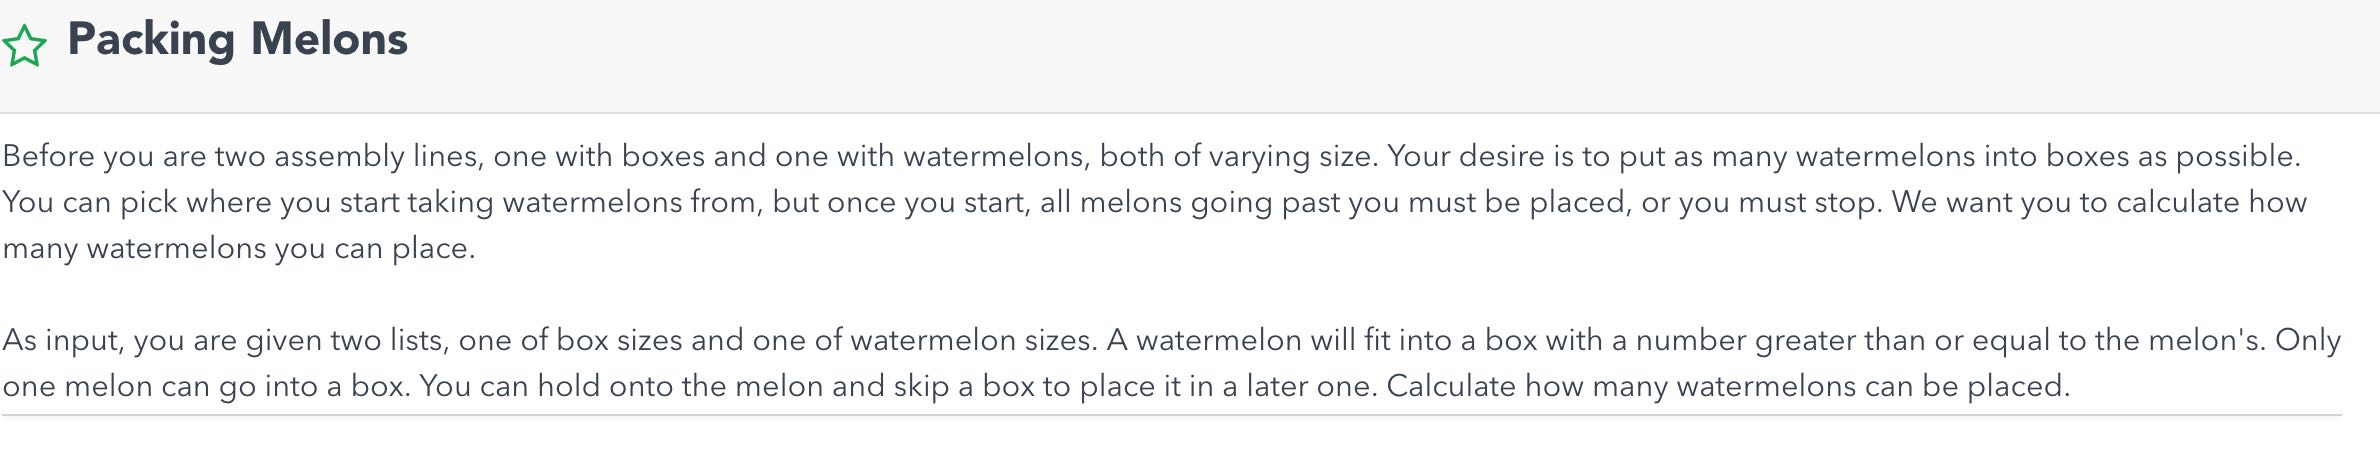 Packing Melons
Before you are two assembly lines, one with boxes and one with watermelons, both of varying size. Your desire is to put as many watermelons into boxes as possible.
You can pick where you start taking watermelons from, but once you start, all melons going past you must be placed, or you must stop. We want you to calculate how
many watermelons you can place.
As input, you are given two lists, one of box sizes and one of watermelon sizes. A watermelon will fit into a box with a number greater than or equal to the melon's. Only
one melon can go into a box. You can hold onto the melon and skip a box to place it in a later one. Calculate how many watermelons can be placed.